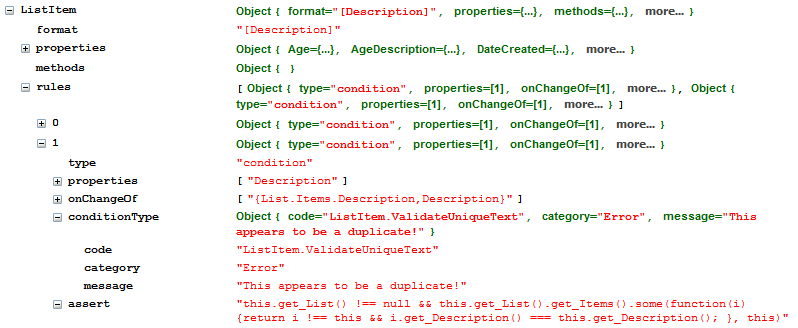 ListItem Object { format="[Description]", properties={...}, methods={...}, more... }
format "[Description]"
properties Object { Age={...}, AgeDescription={...}, DateCreated={...}, more... }
methods Object { }
rules [ Object { type="condition", properties=[1], onChangeOf=[1], more... }, Object {
type="condition", properties=[1], onChangeOf=[1], more... } ]
0 Object { type="condition", properties=[1], onChangeOf=[1], more... }
1 Object { type="condition", properties=[1], onChangeOf=[1], more... }
type "condition"
properties [ "Description" ]
onChangeOf [ "{List.Items.Description,Description}" ]
conditionType Object { code="ListItem.ValidateUniqueText", category="Error", message="This
appears to be a duplicate!" }
code "ListItem.ValidateUniqueText"
category "Error"
message "This appears to be a duplicate!"
assert "this.get_List() !== null && this.get_List().get_Items().some(function(i)
{return i !== this && i.get_Description() === this.get_Description(); }, this)"